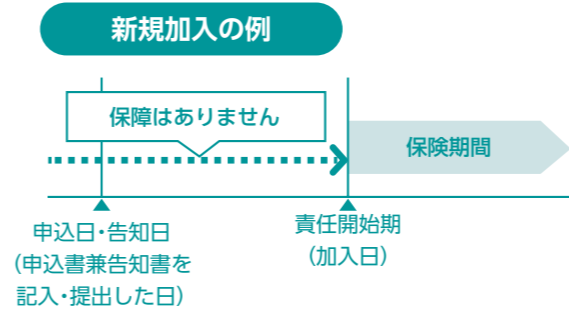 新規加入の例
保障はありません
保険期間
申込日・告知日
(申込書兼告知書を
記入・提出した日)
責任開始期
(加入日)